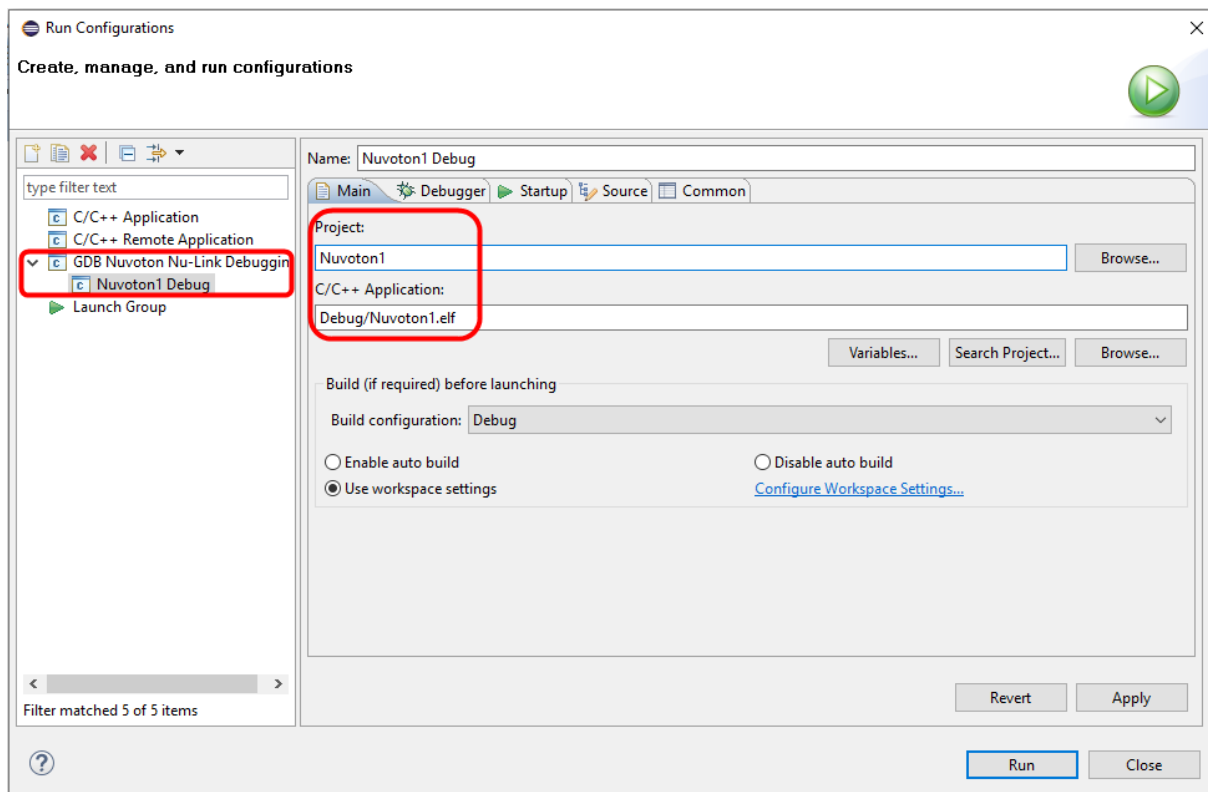 Run Configurations
Create, manage, and run configurations
type filter text
C/C++ Application
C/C++ Remote Application
GDB Nuvoton Nu-Link Debuggin
Nuvoton1 Debug
Launch Group
Filter matched 5 of 5 items
Name: Nuvoton1 Debug
Main Debugger Startup Source Common
Project:
Nuvoton1 Browse...
C/C++ Application:
Debug/Nuvoton1.elf
Variables... Search Project... Browse...
Build (if required) before launching
Build configuration: Debug
Enable auto build Disable auto build
Use workspace settings Configure Workspace Settings...
Revert Apply
Run Close